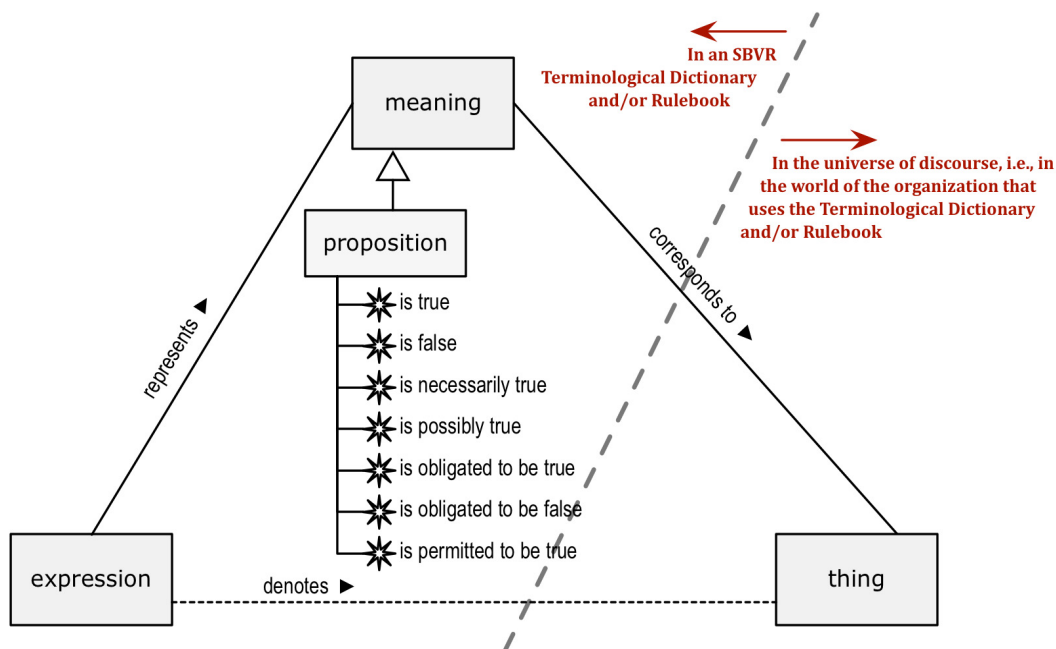 In an SBVR
Terminological Dictionary
and/or Rulebook
meaning
In the universe of discourse, i.e., in
the world of the organization that
uses the Terminological Dictionary
and/or Rulebook
proposition
corresponds to
represents
is true
is false
is necessarily true
is possibly true
is obligated to be true
is obligated to be false
is permitted to be true
expression
denotes
thing